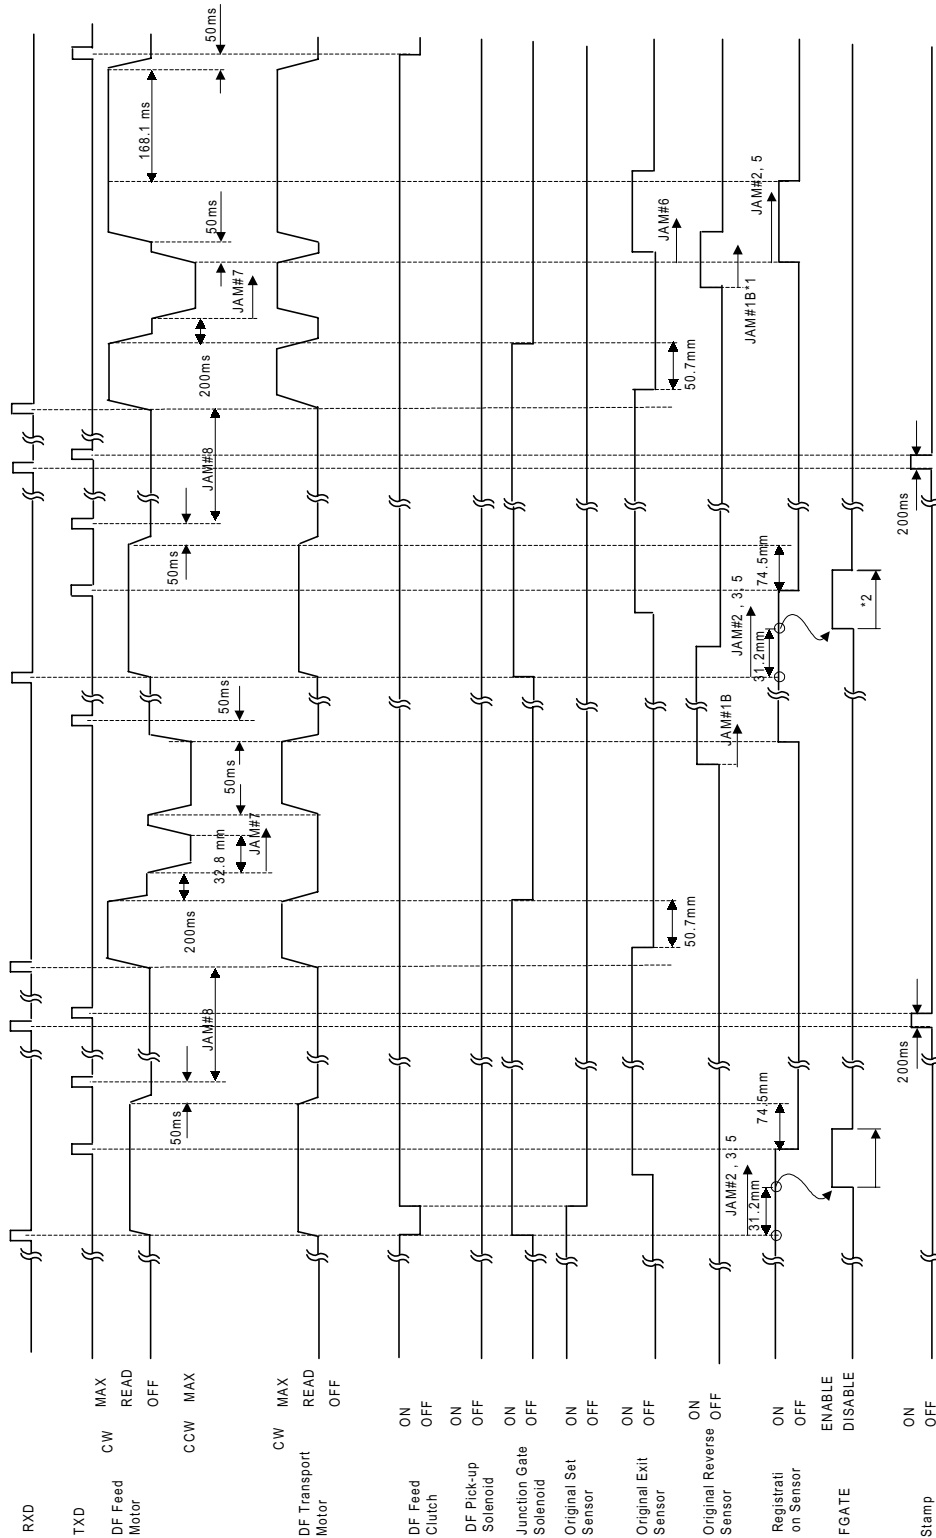 RXD
TXD
DF Feed
Motor
CW
MAX
READ
OFF
CCW
MAX
DF Transport
Motor
CW
MAX
READ
OFF
DF Feed
Clutch
ON
OFF
DF Pick-up
Solenoid
ON
OFF
Junction Gate
Solenoid
ON
OFF
Original Set
Sensor
ON
OFF
Original Exit
Sensor
ON
OFF
Original Reverse
Sensor
ON
OFF
Registrati
on Sensor
ON
OFF
FGATE
ENABLE
DISABLE
Stamp
ON
OFF
50ms
JAM#8
200ms
32.8 mm
JAM#7
50ms
50ms
50ms
JAM#8
200ms
JAM#7
50ms
168.1 ms
50ms
50.7mm
50.7mm
JAM#6
JAM#1B
JAM#1B*1
JAM#2, 3, 5
31.2mm
74.5mm
JAM#2, 3, 5
31.2mm
74.5mm
JAM#2, 5
*2
200ms
200ms